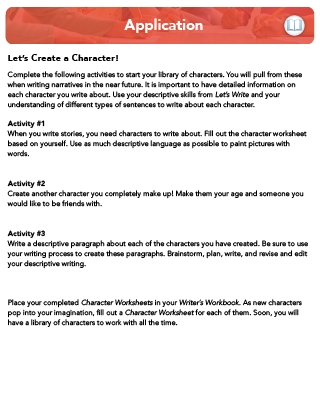 Application
Let's Create a Character!
Complete the following activities to start your library of characters. You will pull from these
when writing narratives in the near future. It is important to have detailed information on
each character you write about. Use your descriptive skills from Let's Write and your
understanding of different types of sentences to write about each character.
Activity #1
When you write stories, you need characters to write about. Fill out the character worksheet
based on yourself. Use as much descriptive language as possible to paint pictures with
words.
Activity #2
Create another character you completely make up! Make them your age and someone you
would like to be friends with.
Activity #3
Write a descriptive paragraph about each of the characters you have created. Be sure to use
your writing process to create these paragraphs. Brainstorm, plan, write, and revise and edit
your descriptive writing.
Place your completed Character Worksheets in your Writer's Workbook. As new characters
pop into your imagination, fill out a Character Worksheet for each of them. Soon, you will
have a library of characters to work with all the time.